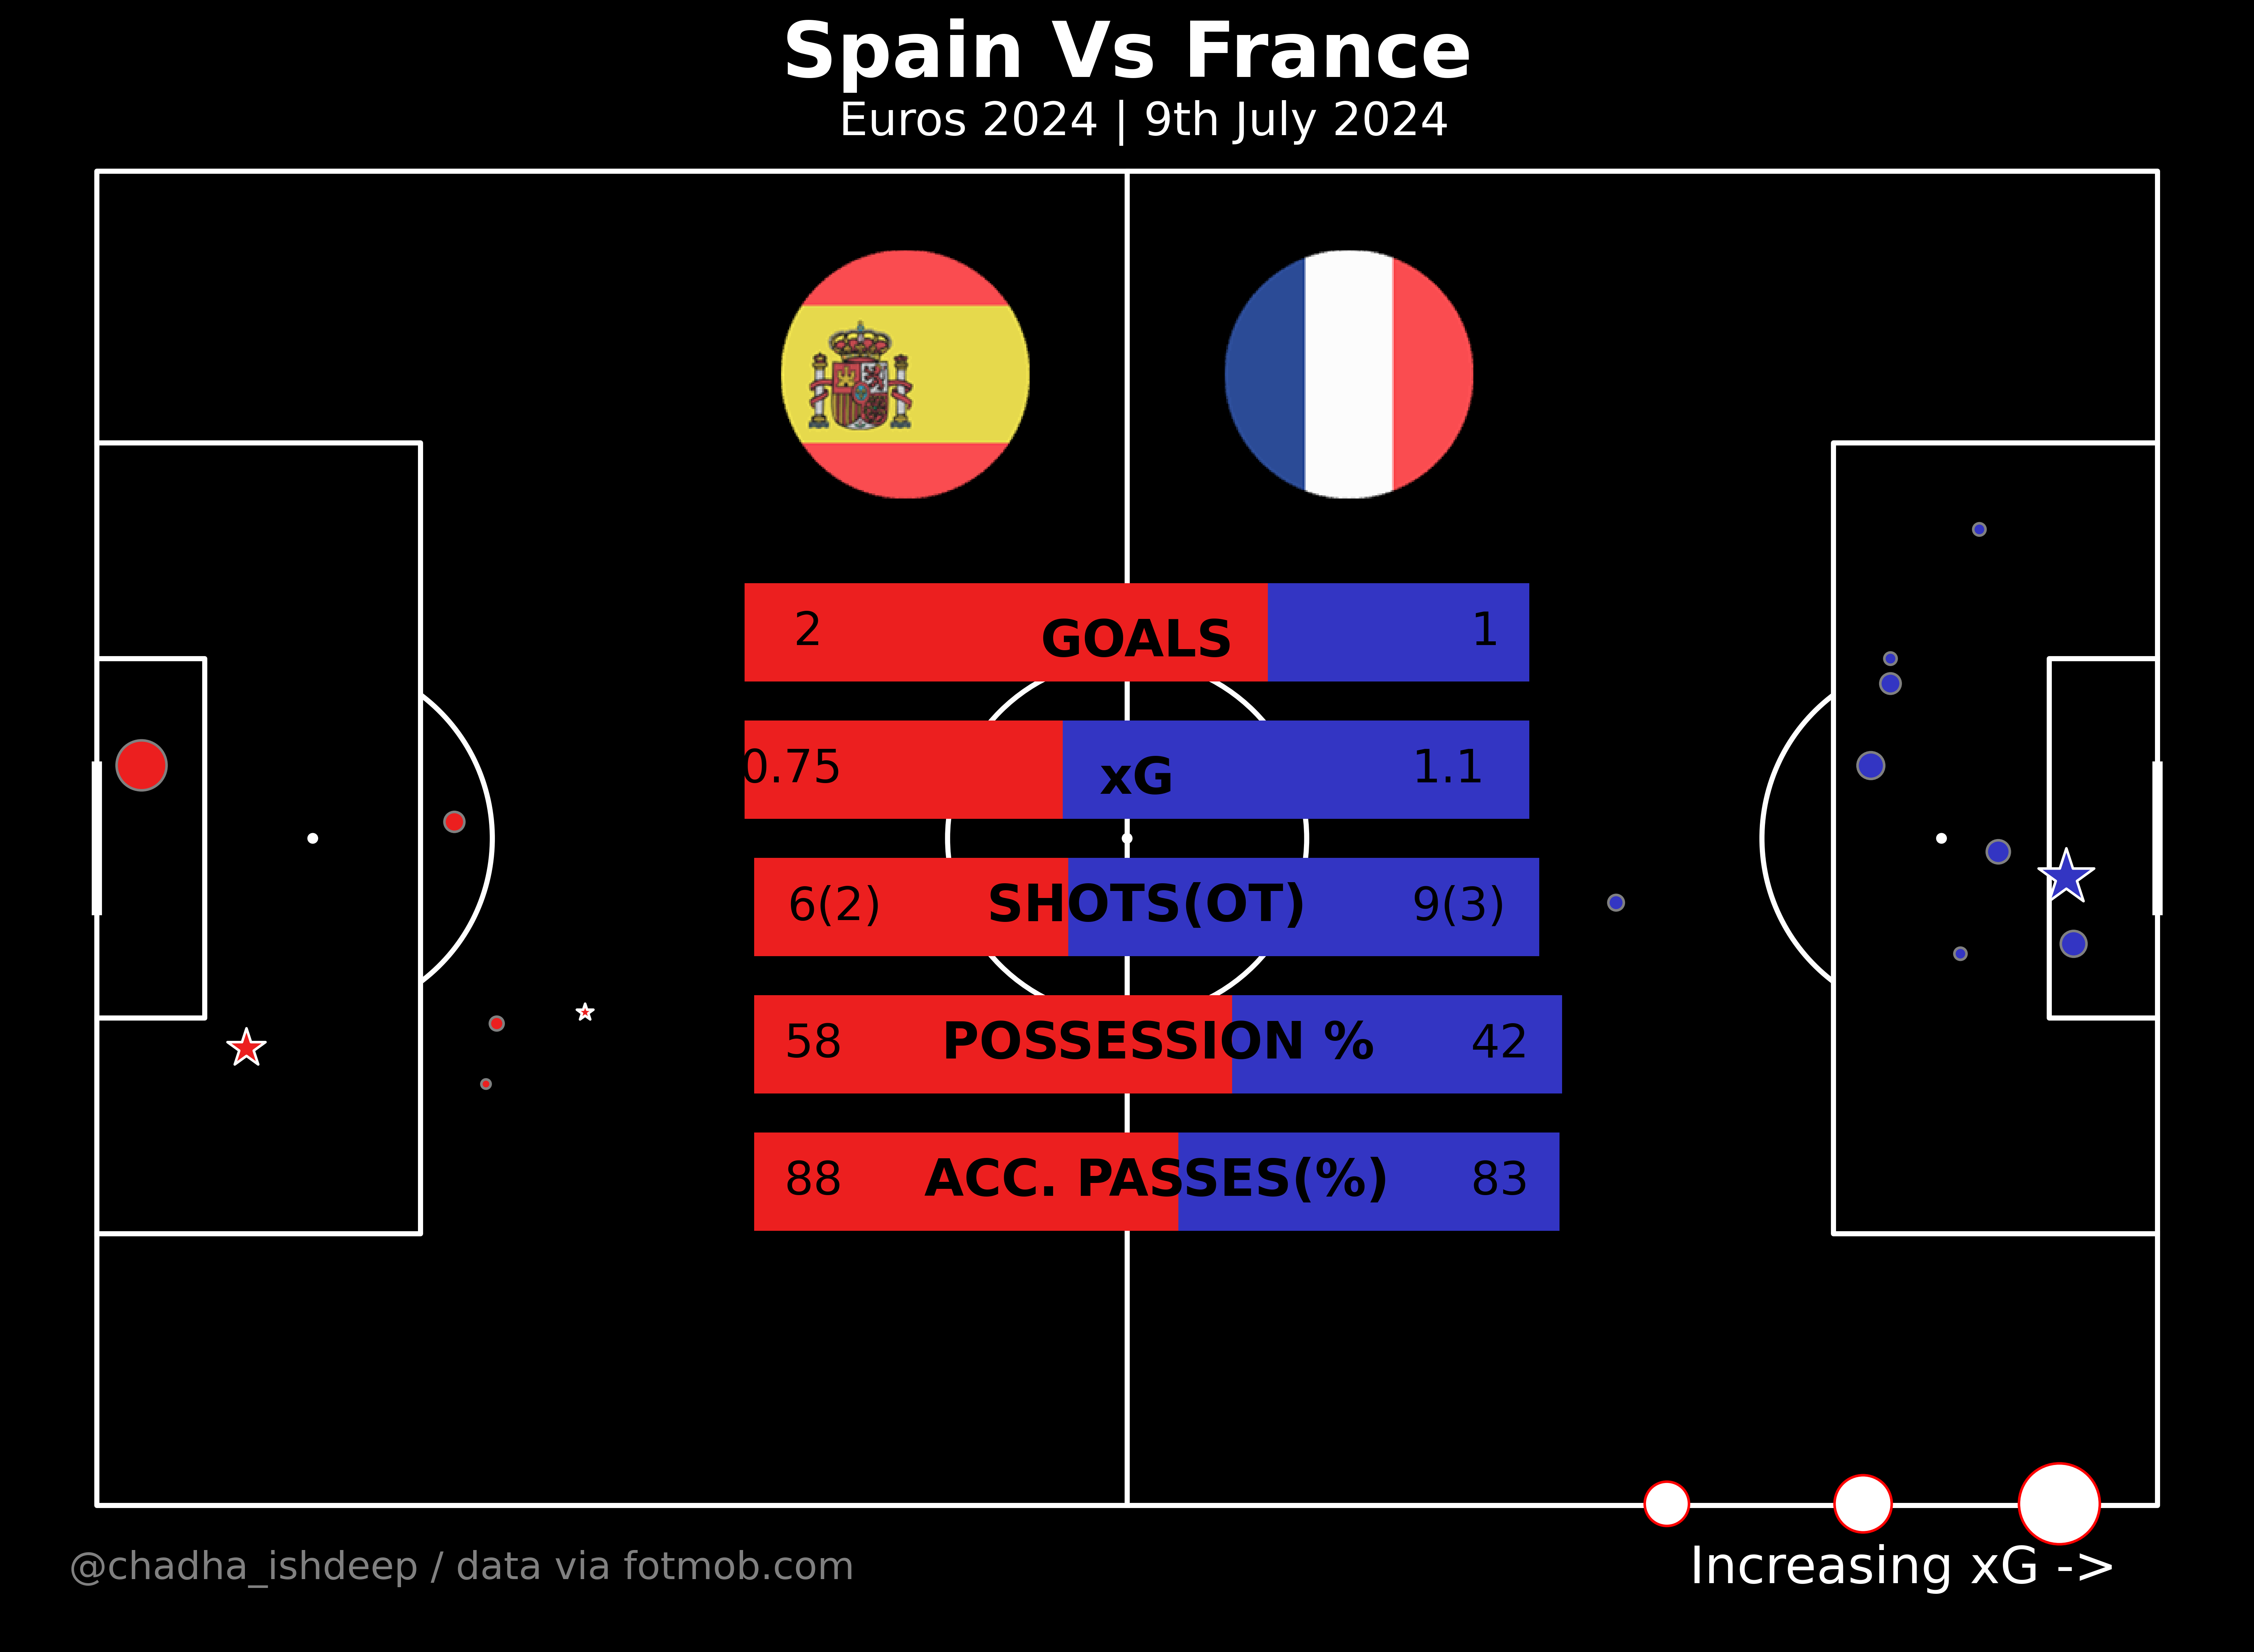 Spain Vs France
Euros 2024 | 9th July 2024
2 GOALS 1
0.75 xG 1.1
6(2) SHOTS(OT) 9(3)
58 POSSESSION % 42
88 ACC. PASSES(%) 83
@chadha_ishdeep / data via fotmob.com
Increasing xG ->